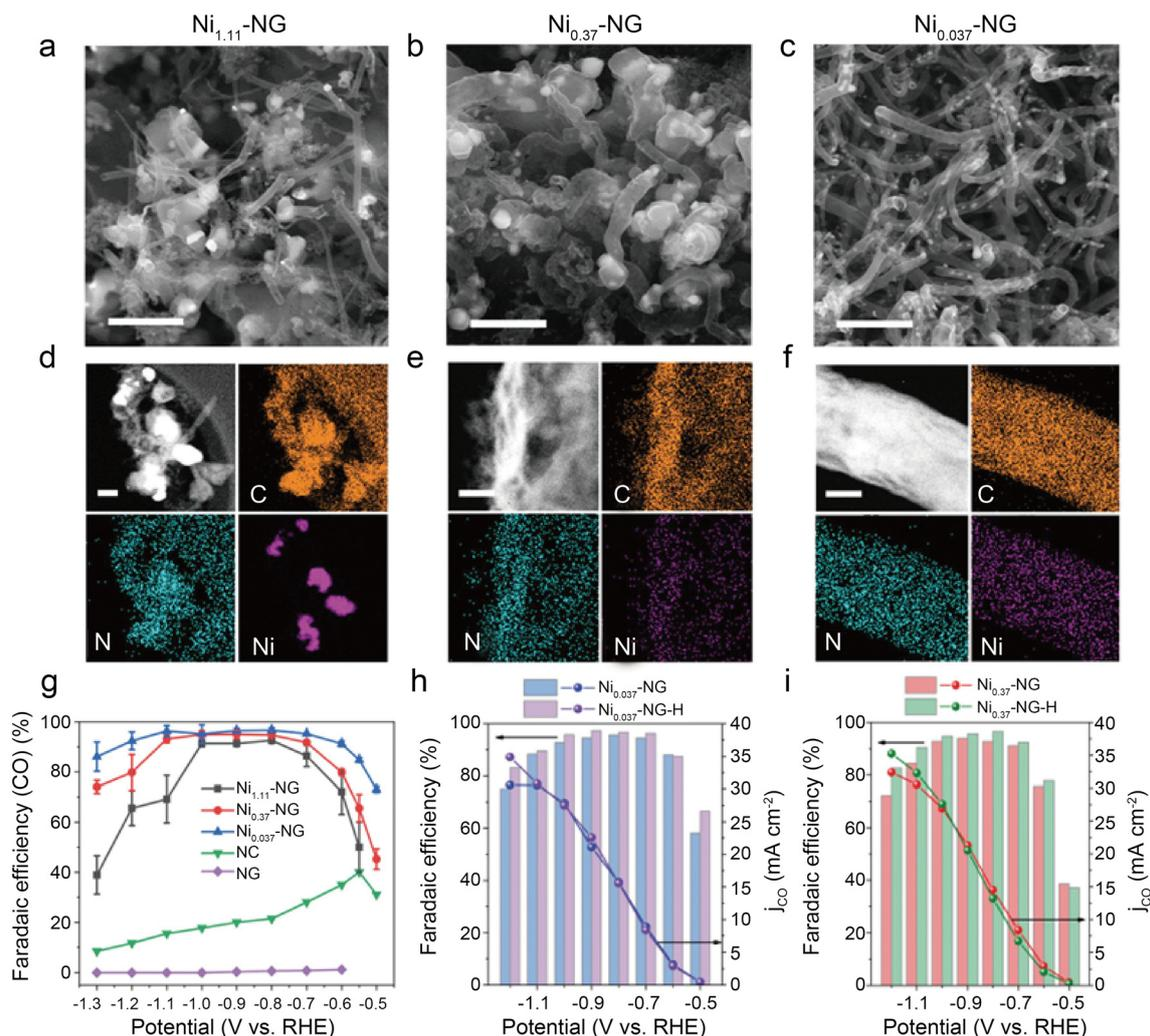 Ni1.11-NG
Ni0.37-NG
Ni0.037-NG
a
b
c
d
e
f
C
C
C
N
Ni
N
Ni
N
Ni
g
h
i
Faradaic efficiency (CO) (%)
100
80
60
40
20
0
Ni1.11-NG
Ni0.37-NG
Ni0.037-NG
NC
NG
-1.3 -1.2 -1.1 -1.0 -0.9 -0.8 -0.7 -0.6 -0.5
Potential (V vs. RHE)
Ni0.037-NG
Ni0.037-NG-H
Faradaic efficiency (%)
100
80
60
40
20
0
40
35
30
25
20
15
10
5
0
jCO (mA cm-2)
-1.1 -0.9 -0.7 -0.5
Potential (V vs. RHE)
Ni0.37-NG
Ni0.37-NG-H
Faradaic efficiency (%)
100
80
60
40
20
0
40
35
30
25
20
15
10
5
0
jCO (mA cm-2)
-1.1 -0.9 -0.7 -0.5
Potential (V vs. RHE)